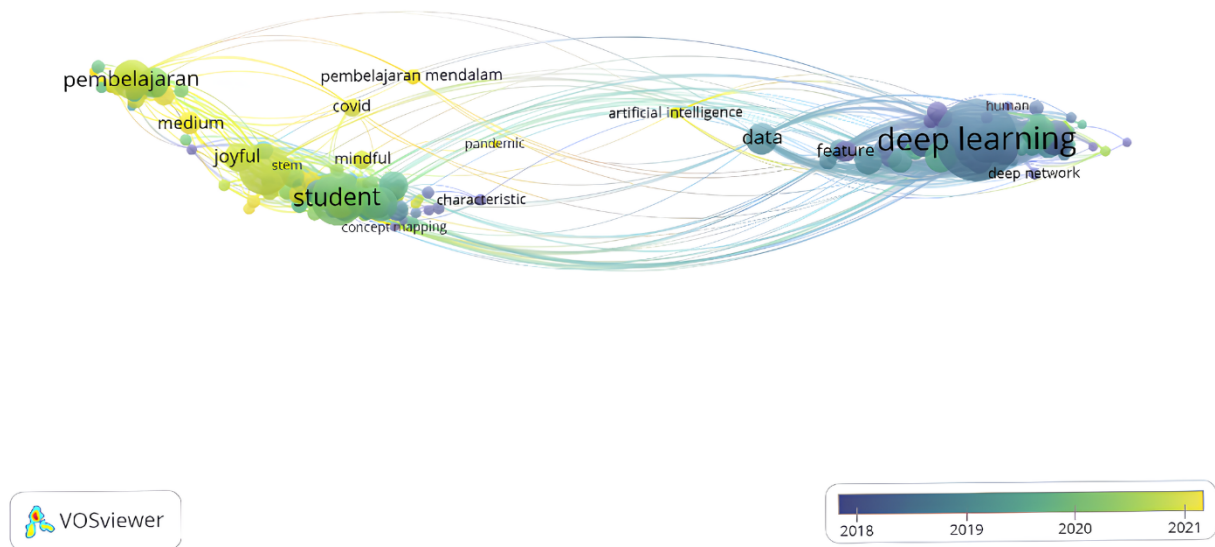 pembelajaran
pembelajaran mendalam
covid
human
artificial intelligence
medium
data
deep learning
feature
pandemic
joyful
stem
mindful
deep network
student
characteristic
concept mapping
VOSviewer
2018
2019
2020
2021